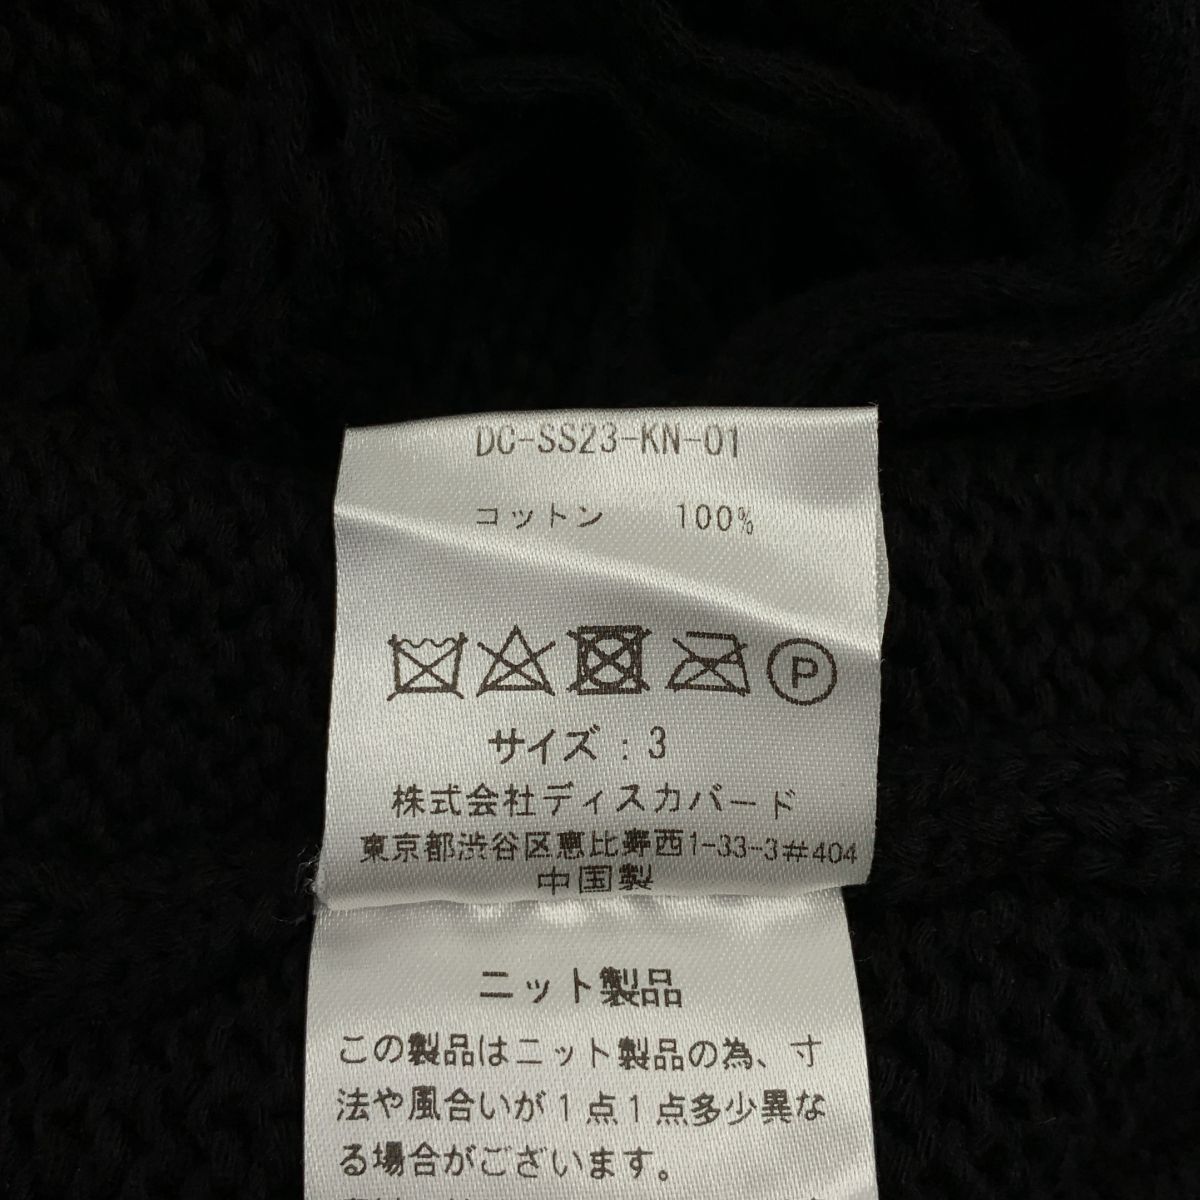 DC-SS23-KN-01
コットン 100%
P
サイズ : 3
株式会社ディスカバード
東京都渋谷区恵比寿西1-33-3#404
中国製
ニット製品
この製品はニット製品の為、寸
法や風合いが1点1点多少異な
る場合がございます。